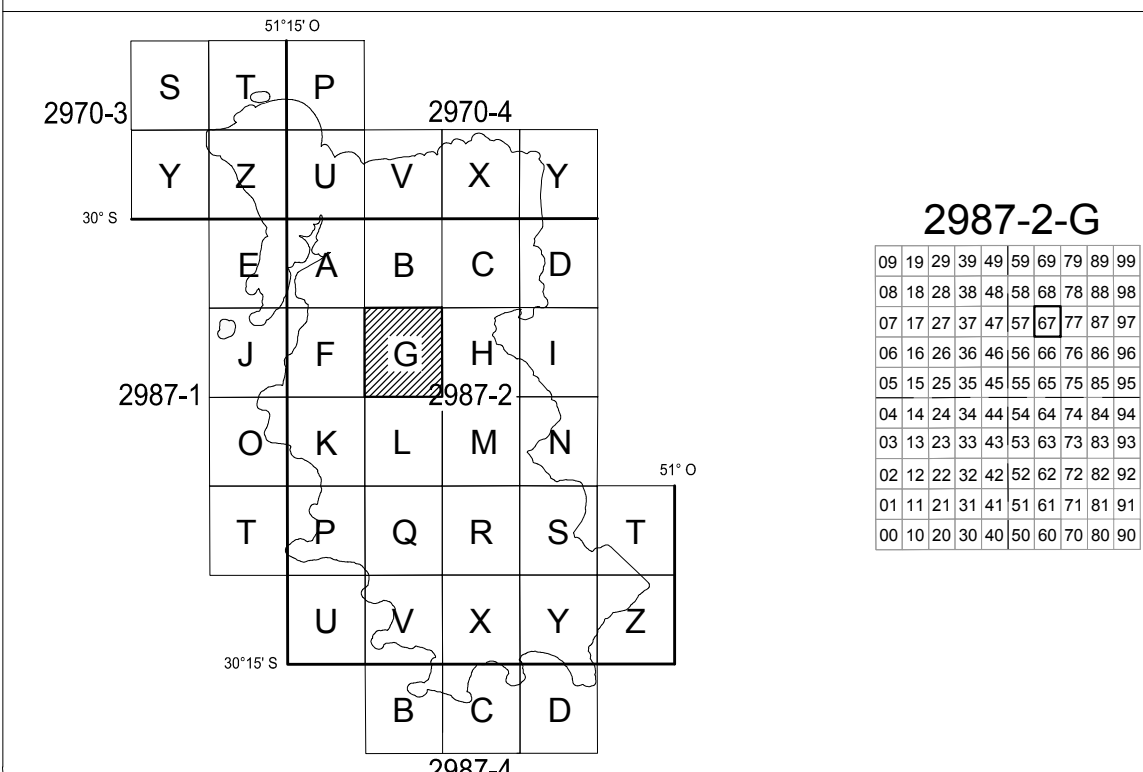 51°15' O
S T P
2970-3 2970-4
Y Z U V X Y
30° S
E A B C D
J F G H I
2987-1 2987-2
O K L M N
51° O
T P Q R S T
U V X Y Z
30°15' S
B C D
2987-4
2987-2-G
09 19 29 39 49 59 69 79 89 99
08 18 28 38 48 58 68 78 88 98
07 17 27 37 47 57 67 77 87 97
06 16 26 36 46 56 66 76 86 96
05 15 25 35 45 55 65 75 85 95
04 14 24 34 44 54 64 74 84 94
03 13 23 33 43 53 63 73 83 93
02 12 22 32 42 52 62 72 82 92
01 11 21 31 41 51 61 71 81 91
00 10 20 30 40 50 60 70 80 90